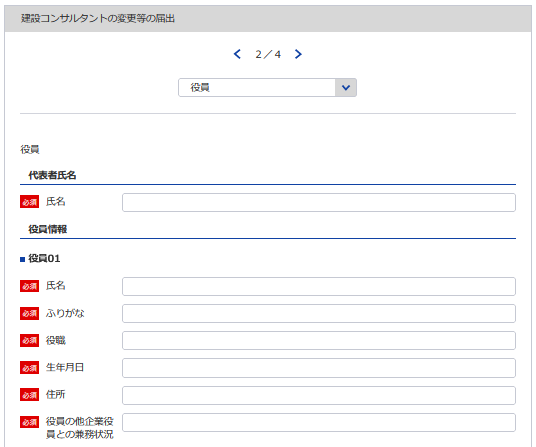 建設コンサルタントの変更等の届出
2／4
役員
役員
代表者氏名
必須 氏名
役員情報
役員01
必須 氏名
必須 ふりがな
必須 役職
必須 生年月日
必須 住所
必須 役員の他企業役
員との兼務状況